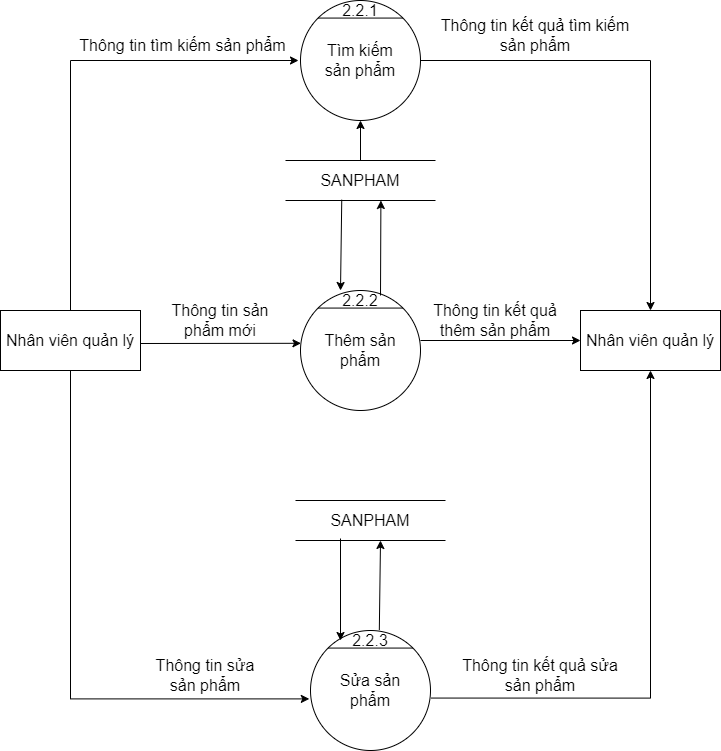 2.2.1
Thông tin tìm kiếm sản phẩm
Tìm kiếm
sản phẩm
Thông tin kết quả tìm kiếm
sản phẩm
SANPHAM
2.2.2
Nhân viên quản lý
Thông tin sản
phẩm mới
Thêm sản
phẩm
Thông tin kết quả
thêm sản phẩm
Nhân viên quản lý
SANPHAM
2.2.3
Thông tin sửa
sản phẩm
Sửa sản
phẩm
Thông tin kết quả sửa
sản phẩm